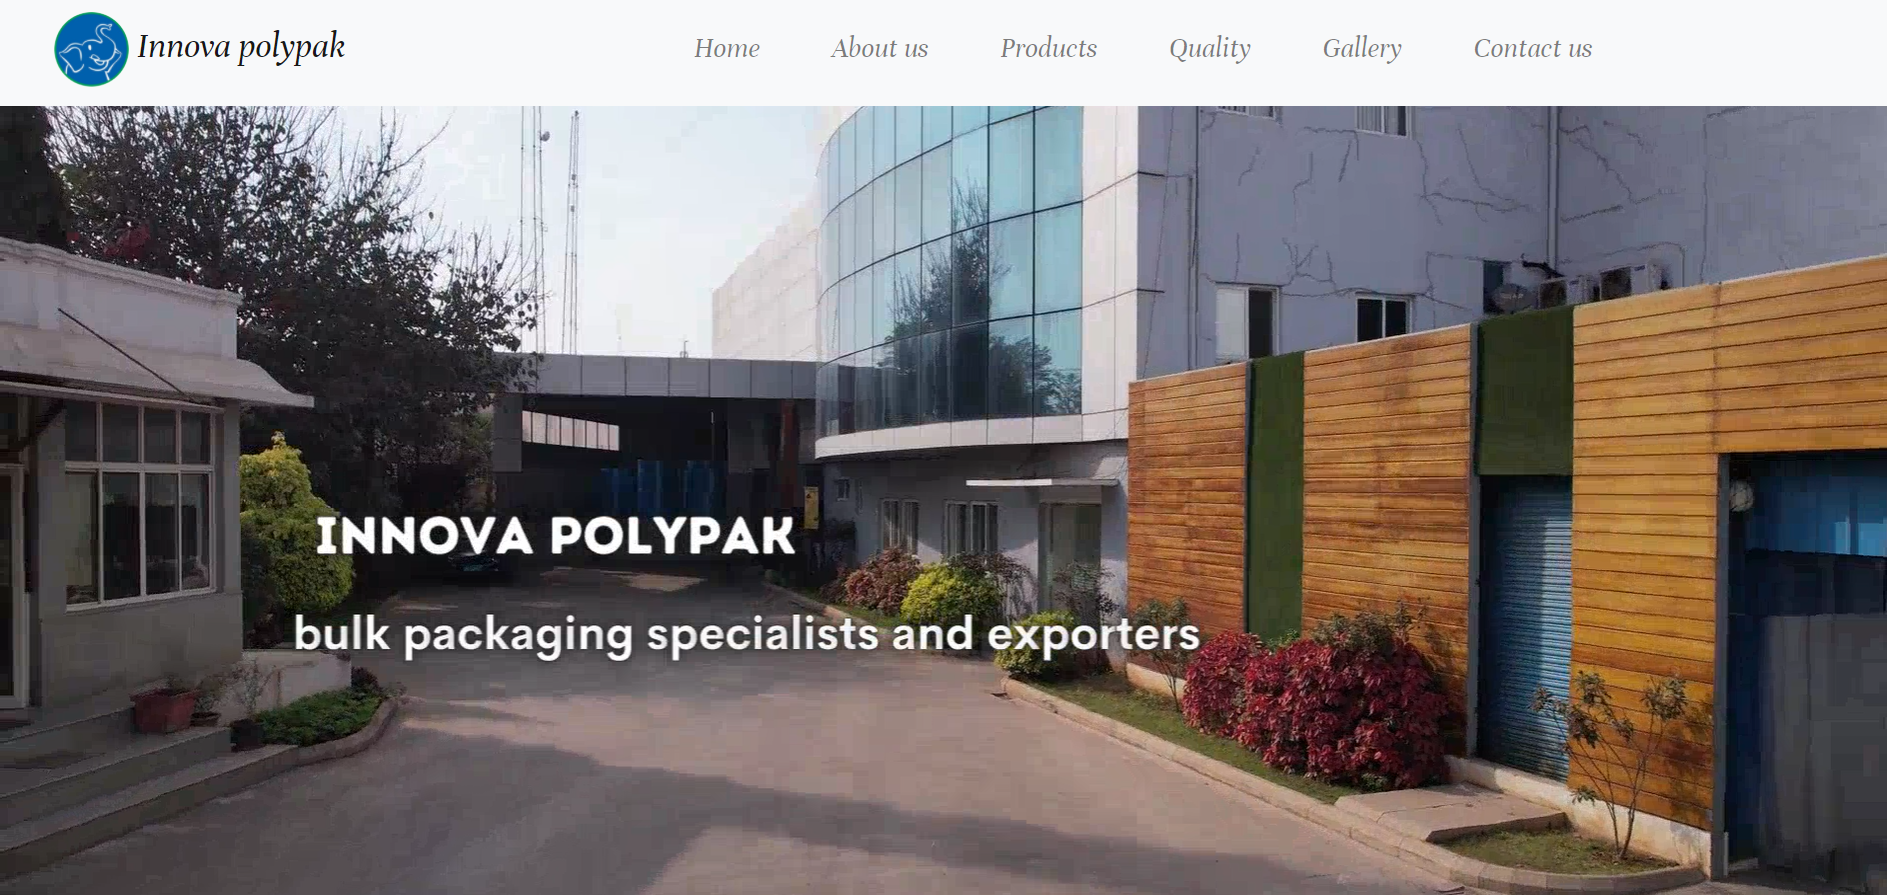 Innova polypak
Home
About us
Products
Quality
Gallery
Contact us
INNOVA POLYPAK
bulk packaging specialists and exporters